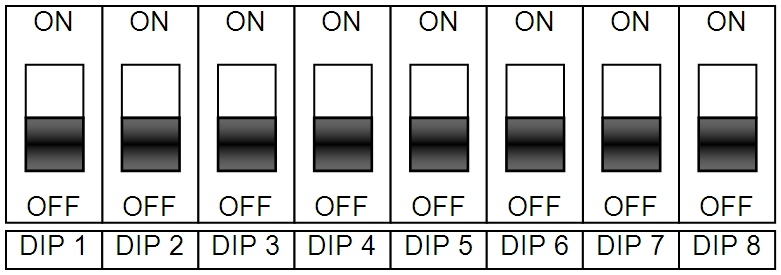 ON ON ON ON ON ON ON ON
OFF OFF OFF OFF OFF OFF OFF OFF
DIP 1 DIP 2 DIP 3 DIP 4 DIP 5 DIP 6 DIP 7 DIP 8